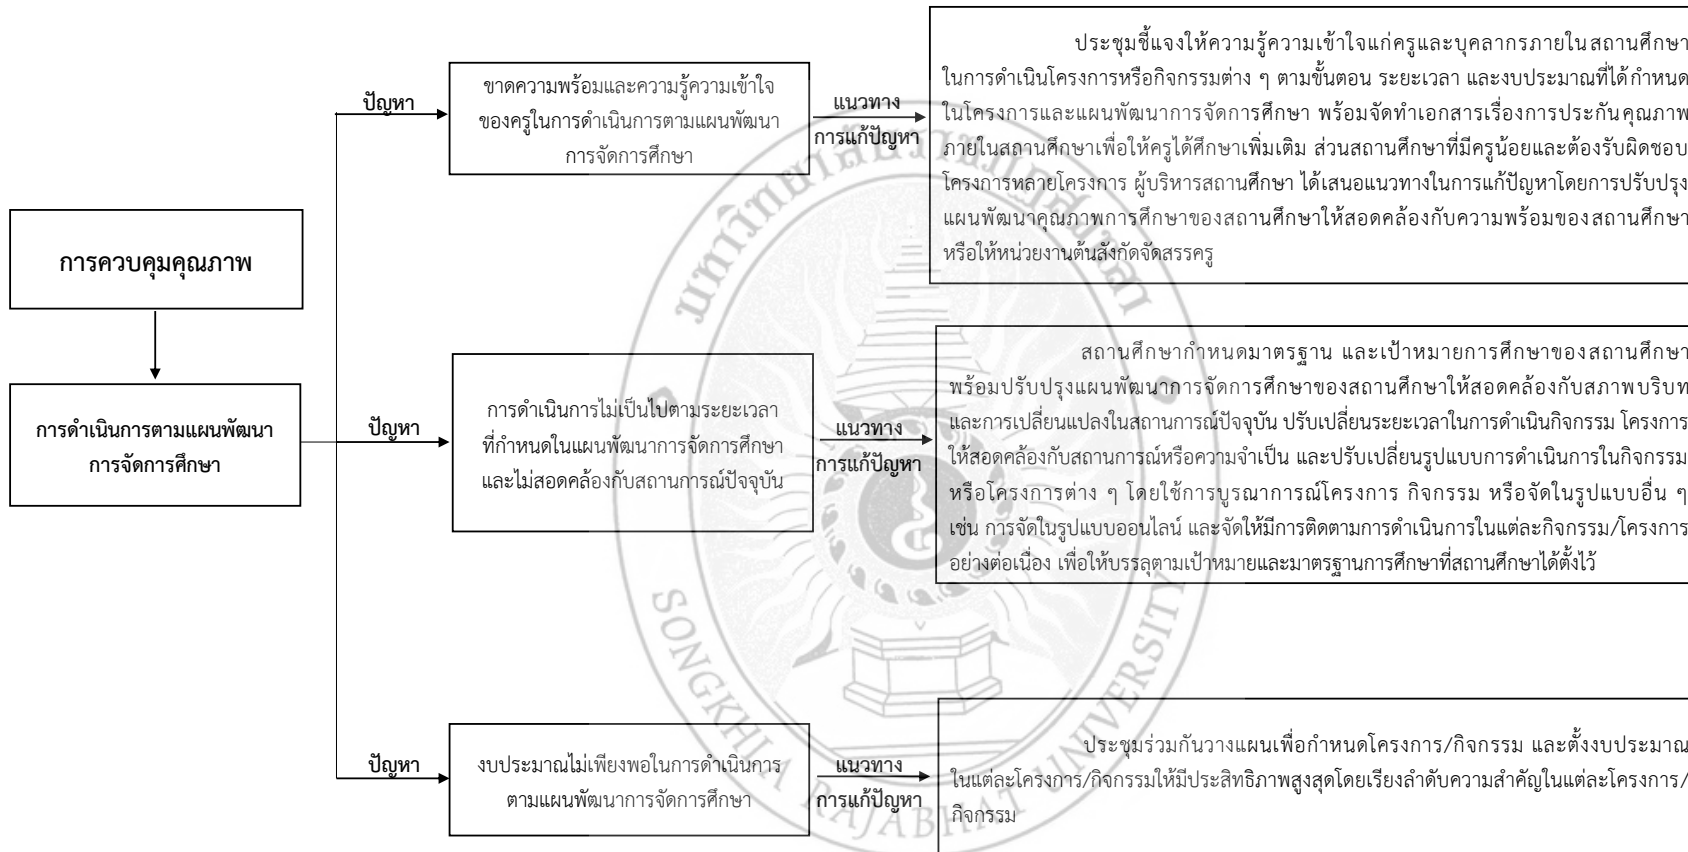 การควบคุมคุณภาพ
การดำเนินการตามแผนพัฒนา
การจัดการศึกษา
ปัญหา
ขาดความพร้อมและความรู้ความเข้าใจ
ของครูในการดำเนินการตามแผนพัฒนา
การจัดการศึกษา
แนวทาง
การแก้ปัญหา
ประชุมชี้แจงให้ความรู้ความเข้าใจแก่ครูและบุคลากรภายในสถานศึกษา
ในการดำเนินโครงการหรือกิจกรรมต่าง ๆ ตามขั้นตอน ระยะเวลา และงบประมาณที่ได้กำหนด
ในโครงการและแผนพัฒนาการจัดการศึกษา พร้อมจัดทำเอกสารเรื่องการประกันคุณภาพ
ภายในสถานศึกษาเพื่อให้ครูได้ศึกษาเพิ่มเติม ส่วนสถานศึกษาที่มีครูน้อยและต้องรับผิดชอบ
โครงการหลายโครงการ ผู้บริหารสถานศึกษา ได้เสนอแนวทางในการแก้ปัญหาโดยการปรับปรุง
แผนพัฒนาคุณภาพการศึกษาของสถานศึกษาให้สอดคล้องกับความพร้อมของสถานศึกษา
หรือให้หน่วยงานต้นสังกัดจัดสรรครู
ปัญหา
การดำเนินการไม่เป็นไปตามระยะเวลา
ที่กำหนดในแผนพัฒนาการจัดการศึกษา
และไม่สอดคล้องกับสถานการณ์ปัจจุบัน
แนวทาง
การแก้ปัญหา
สถานศึกษากำหนดมาตรฐาน และเป้าหมายการศึกษาของสถานศึกษา
พร้อมปรับปรุงแผนพัฒนาการจัดการศึกษาของสถานศึกษาให้สอดคล้องกับสภาพบริบท
และการเปลี่ยนแปลงในสถานการณ์ปัจจุบัน ปรับเปลี่ยนระยะเวลาในการดำเนินกิจกรรม โครงการ
ให้สอดคล้องกับสถานการณ์หรือความจำเป็น และปรับเปลี่ยนรูปแบบการดำเนินการในกิจกรรม
หรือโครงการต่าง ๆ โดยใช้การบูรณาการณ์โครงการ กิจกรรม หรือจัดในรูปแบบอื่น ๆ
เช่น การจัดในรูปแบบออนไลน์ และจัดให้มีการติดตามการดำเนินการในแต่ละกิจกรรม/โครงการ
อย่างต่อเนื่อง เพื่อให้บรรลุตามเป้าหมายและมาตรฐานการศึกษาที่สถานศึกษาได้ตั้งไว้
ปัญหา
งบประมาณไม่เพียงพอในการดำเนินการ
ตามแผนพัฒนาการจัดการศึกษา
แนวทาง
การแก้ปัญหา
ประชุมร่วมกันวางแผนเพื่อกำหนดโครงการ/กิจกรรม และตั้งงบประมาณ
ในแต่ละโครงการ/กิจกรรมให้มีประสิทธิภาพสูงสุดโดยเรียงลำดับความสำคัญในแต่ละโครงการ/
กิจกรรม
มหาวิทยาลัยราชภัฏสงขลา
SONGKHLA RAJABHAT UNIVERSITY